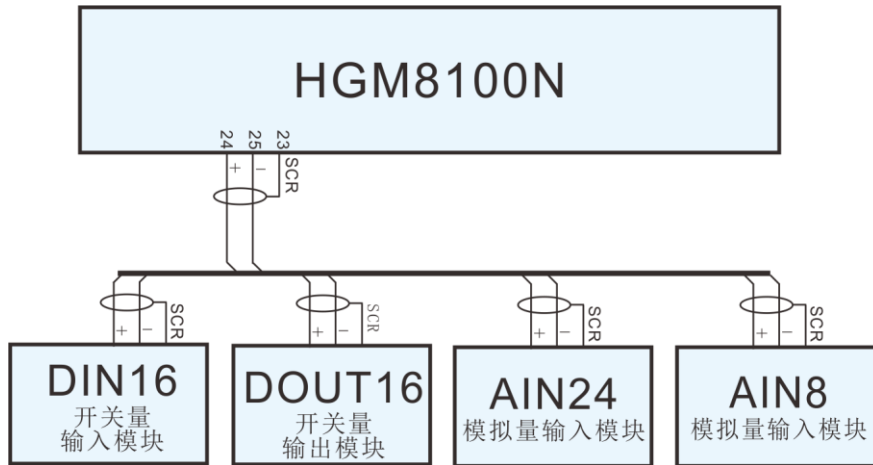 HGM8100N
24 25 23
+ − SCR
SCR SCR SCR SCR
+ − + − + − + −
DIN16
开关量
输入模块
DOUT16
开关量
输出模块
AIN24
模拟量输入模块
AIN8
模拟量输入模块